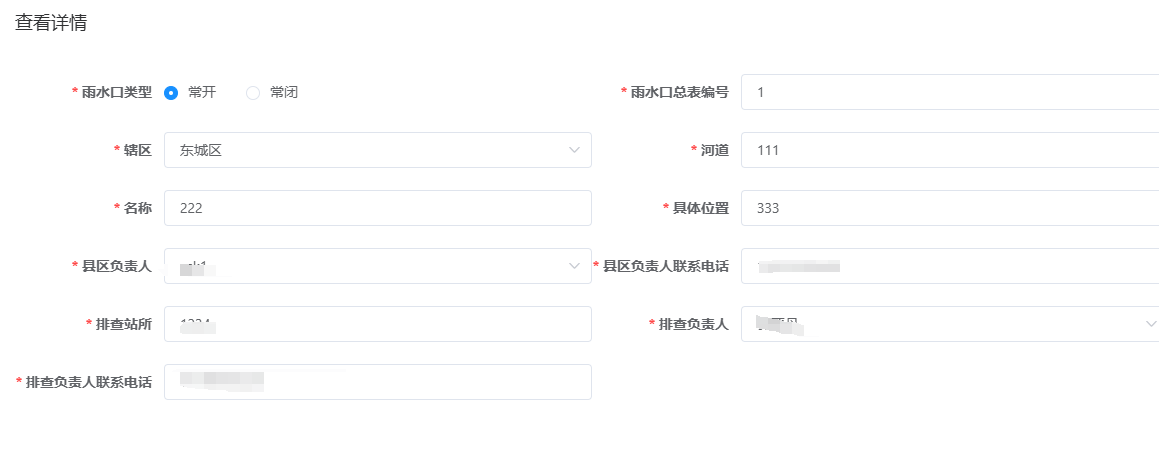 查看详情
* 雨水口类型 常开 常闭 * 雨水口总表编号 1
* 辖区 东城区 * 河道 111
* 名称 222 * 具体位置 333
* 县区负责人 * 县区负责人联系电话
* 排查站所 * 排查负责人
* 排查负责人联系电话